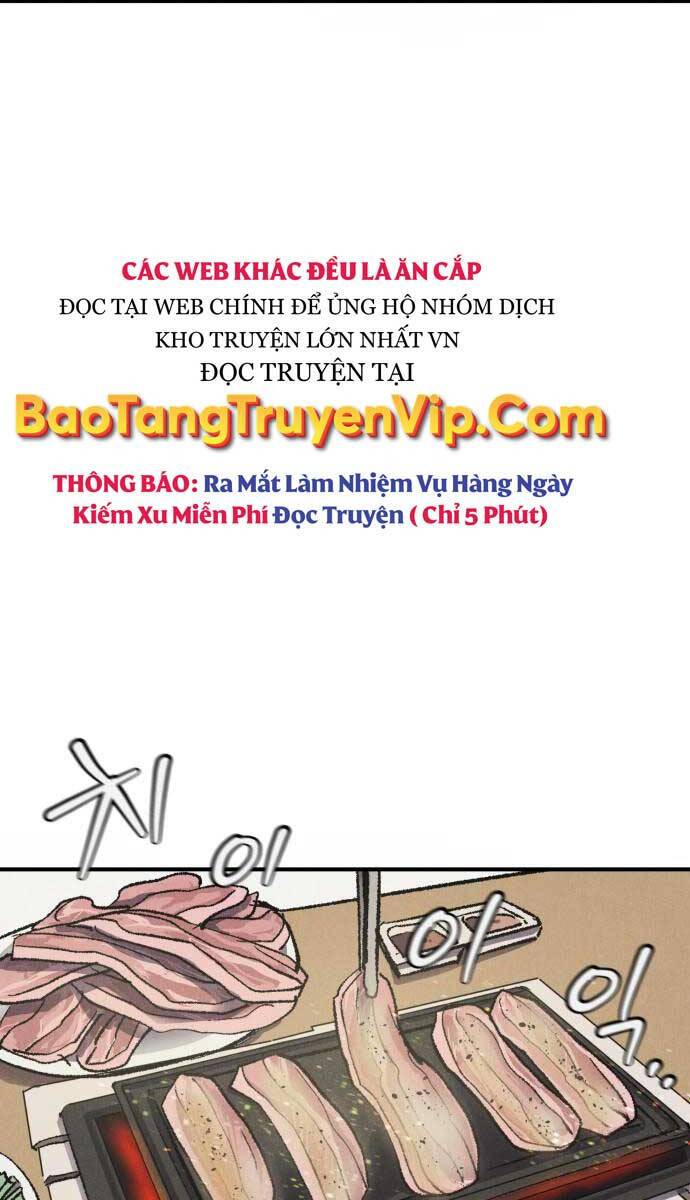 CÁC WEB KHÁC ĐỀU LÀ ĂN CẮP
ĐỌC TẠI WEB CHÍNH ĐỂ ỦNG HỘ NHÓM DỊCH
KHO TRUYỆN LỚN NHẤT VN
ĐỌC TRUYỆN TẠI
BaoTangTruyenVip.Com
THÔNG BÁO: Ra Mắt Làm Nhiệm Vụ Hàng Ngày
Kiếm Xu Miễn Phí Đọc Truyện ( Chỉ 5 Phút)
치
이
이
익...